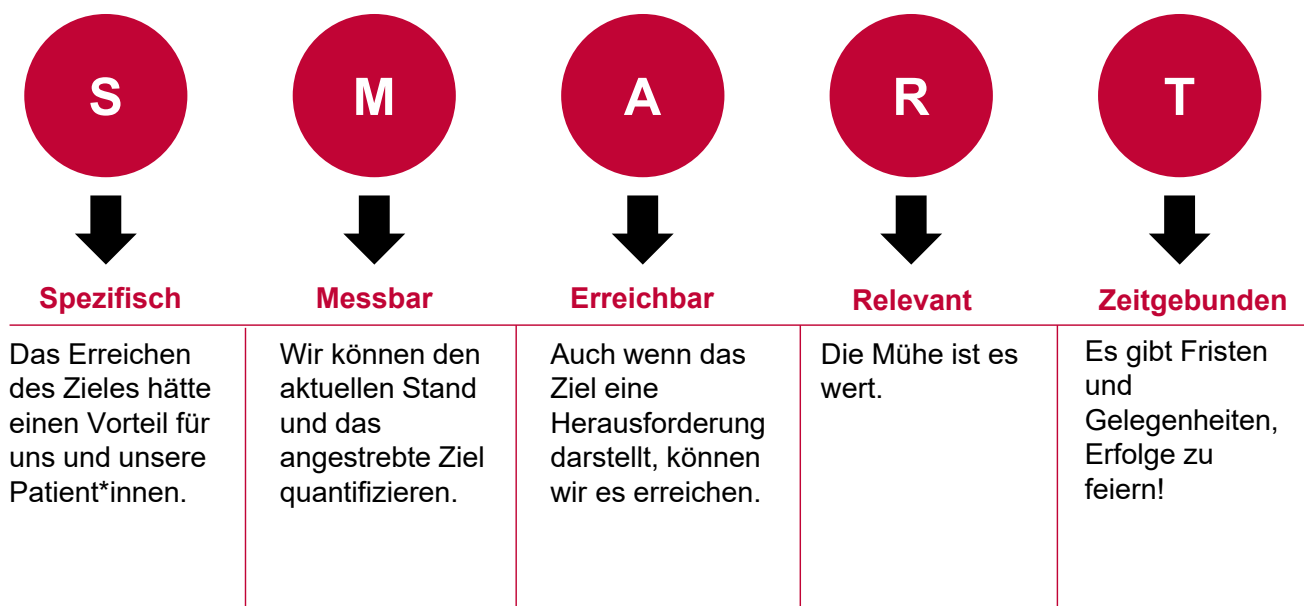 S
M
A
R
T
Spezifisch
Messbar
Erreichbar
Relevant
Zeitgebunden
Das Erreichen
des Zieles hätte
einen Vorteil für
uns und unsere
Patient*innen.
Wir können den
aktuellen Stand
und das
angestrebte Ziel
quantifizieren.
Auch wenn das
Ziel eine
Herausforderung
darstellt, können
wir es erreichen.
Die Mühe ist es
wert.
Es gibt Fristen
und
Gelegenheiten,
Erfolge zu
feiern!